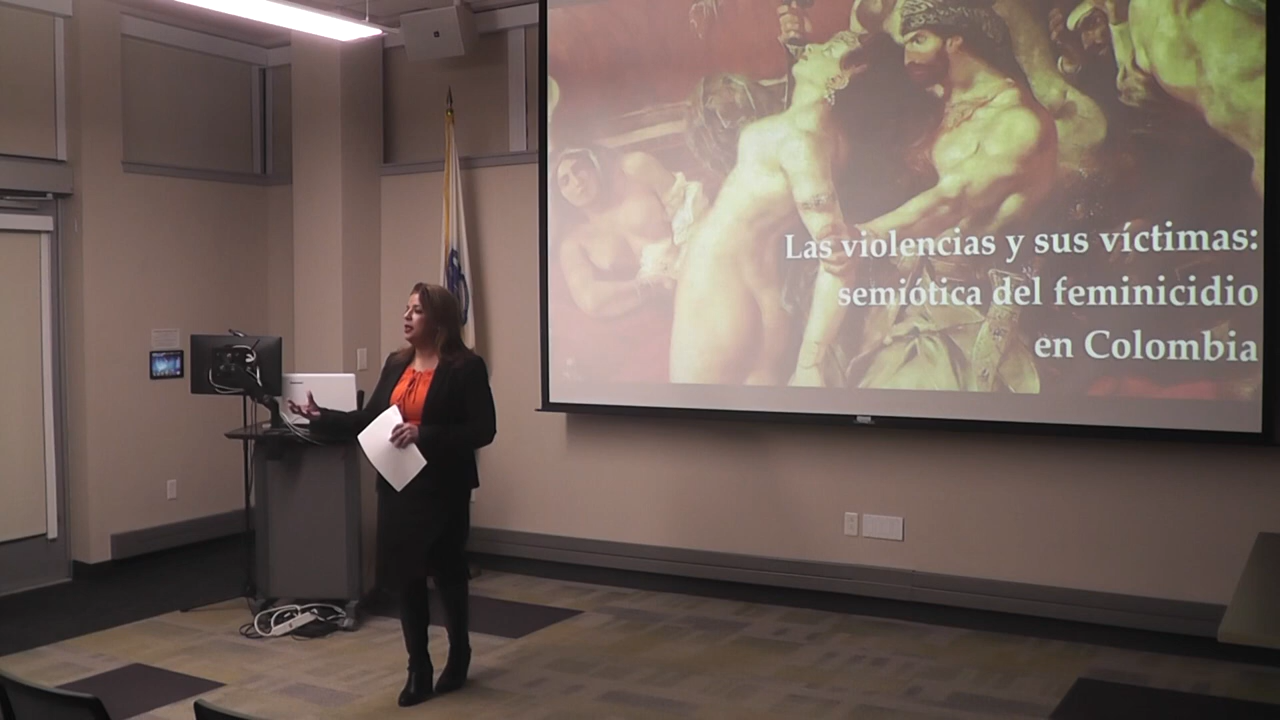 Las violencias y sus víctimas:
semiótica del feminicidio
en Colombia